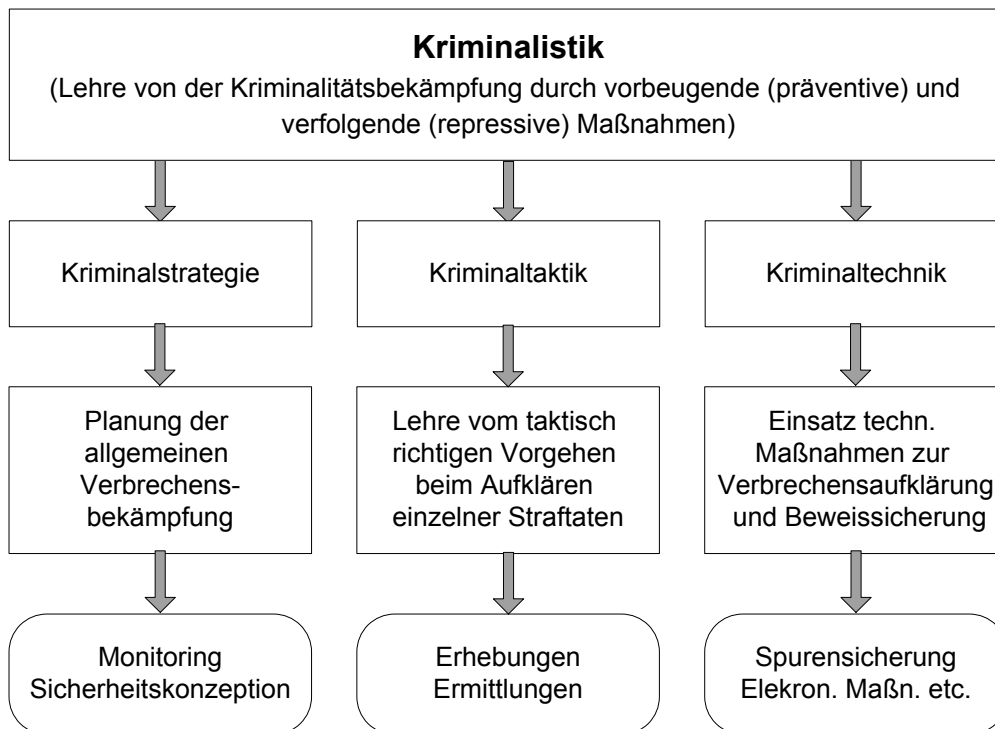 Kriminalistik
(Lehre von der Kriminalitätsbekämpfung durch vorbeugende (präventive) und
verfolgende (repressive) Maßnahmen)
Kriminalstrategie
Kriminaltaktik
Kriminaltechnik
Planung der
allgemeinen
Verbrechens-
bekämpfung
Lehre vom taktisch
richtigen Vorgehen
beim Aufklären
einzelner Straftaten
Einsatz techn.
Maßnahmen zur
Verbrechensaufklärung
und Beweissicherung
Monitoring
Sicherheitskonzeption
Erhebungen
Ermittlungen
Spurensicherung
Elekron. Maßn. etc.